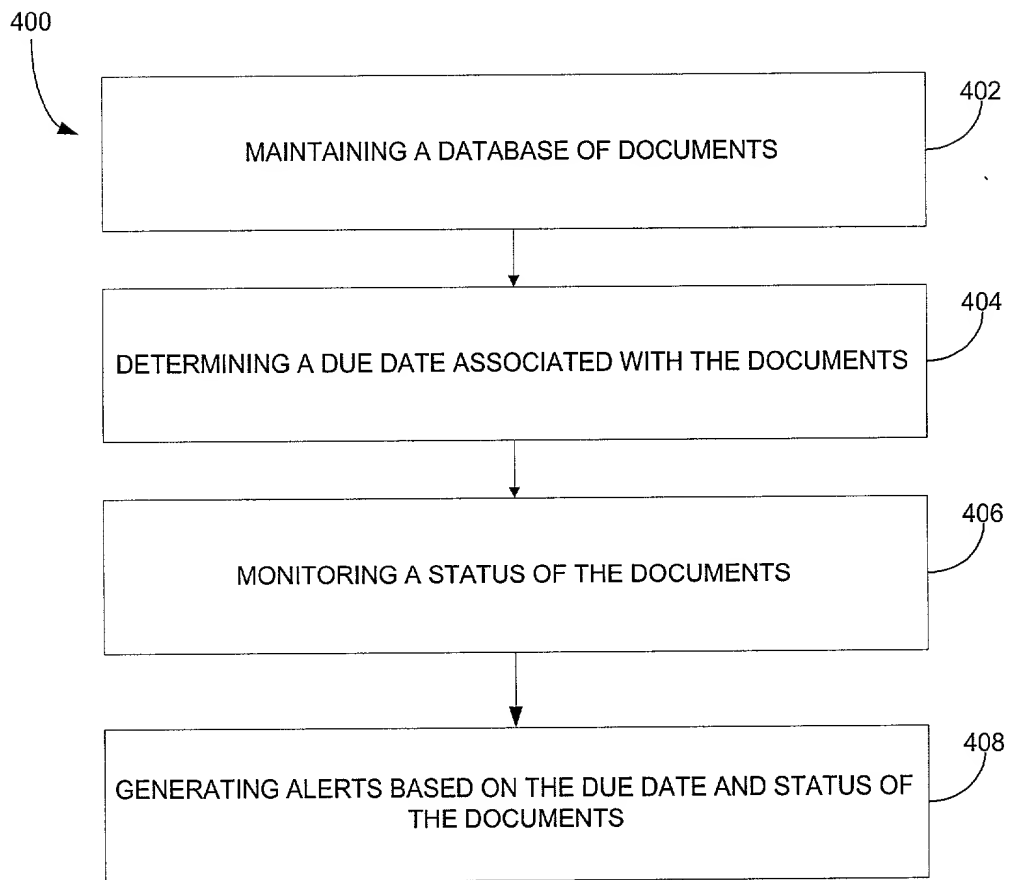 400
402
MAINTAINING A DATABASE OF DOCUMENTS
404
DETERMINING A DUE DATE ASSOCIATED WITH THE DOCUMENTS
406
MONITORING A STATUS OF THE DOCUMENTS
408
GENERATING ALERTS BASED ON THE DUE DATE AND STATUS OF
THE DOCUMENTS